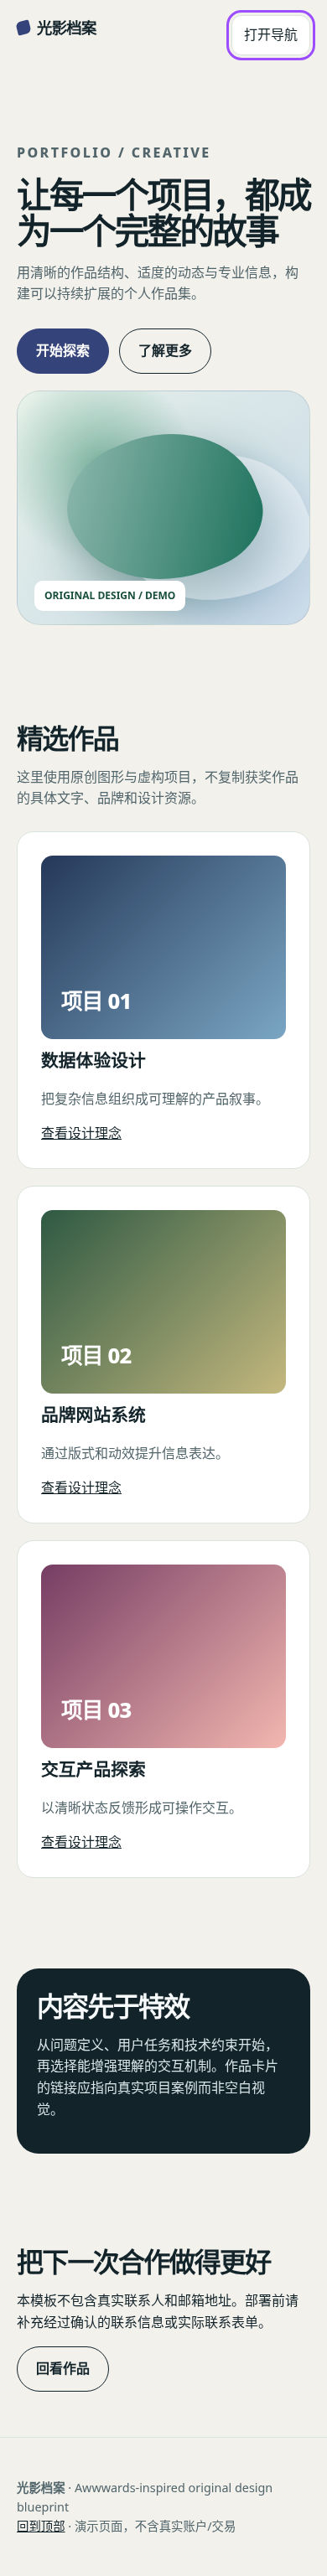 光影档案
打开导航
PORTFOLIO / CREATIVE
让每一个项目，都成
为一个完整的故事
用清晰的作品结构、适度的动态与专业信息，构
建可以持续扩展的个人作品集。
开始探索
了解更多
ORIGINAL DESIGN / DEMO
精选作品
这里使用原创图形与虚构项目，不复制获奖作品
的具体文字、品牌和设计资源。
项目 01
数据体验设计
把复杂信息组织成可理解的产品叙事。
查看设计理念
项目 02
品牌网站系统
通过版式和动效提升信息表达。
查看设计理念
项目 03
交互产品探索
以清晰状态反馈形成可操作交互。
查看设计理念
内容先于特效
从问题定义、用户任务和技术约束开始，
再选择能增强理解的交互机制。作品卡片
的链接应指向真实项目案例而非空白视
觉。
把下一次合作做得更好
本模板不包含真实联系人和邮箱地址。部署前请
补充经过确认的联系信息或实际联系表单。
回看作品
光影档案 · Awwwards-inspired original design
blueprint
回到顶部 · 演示页面，不含真实账户/交易